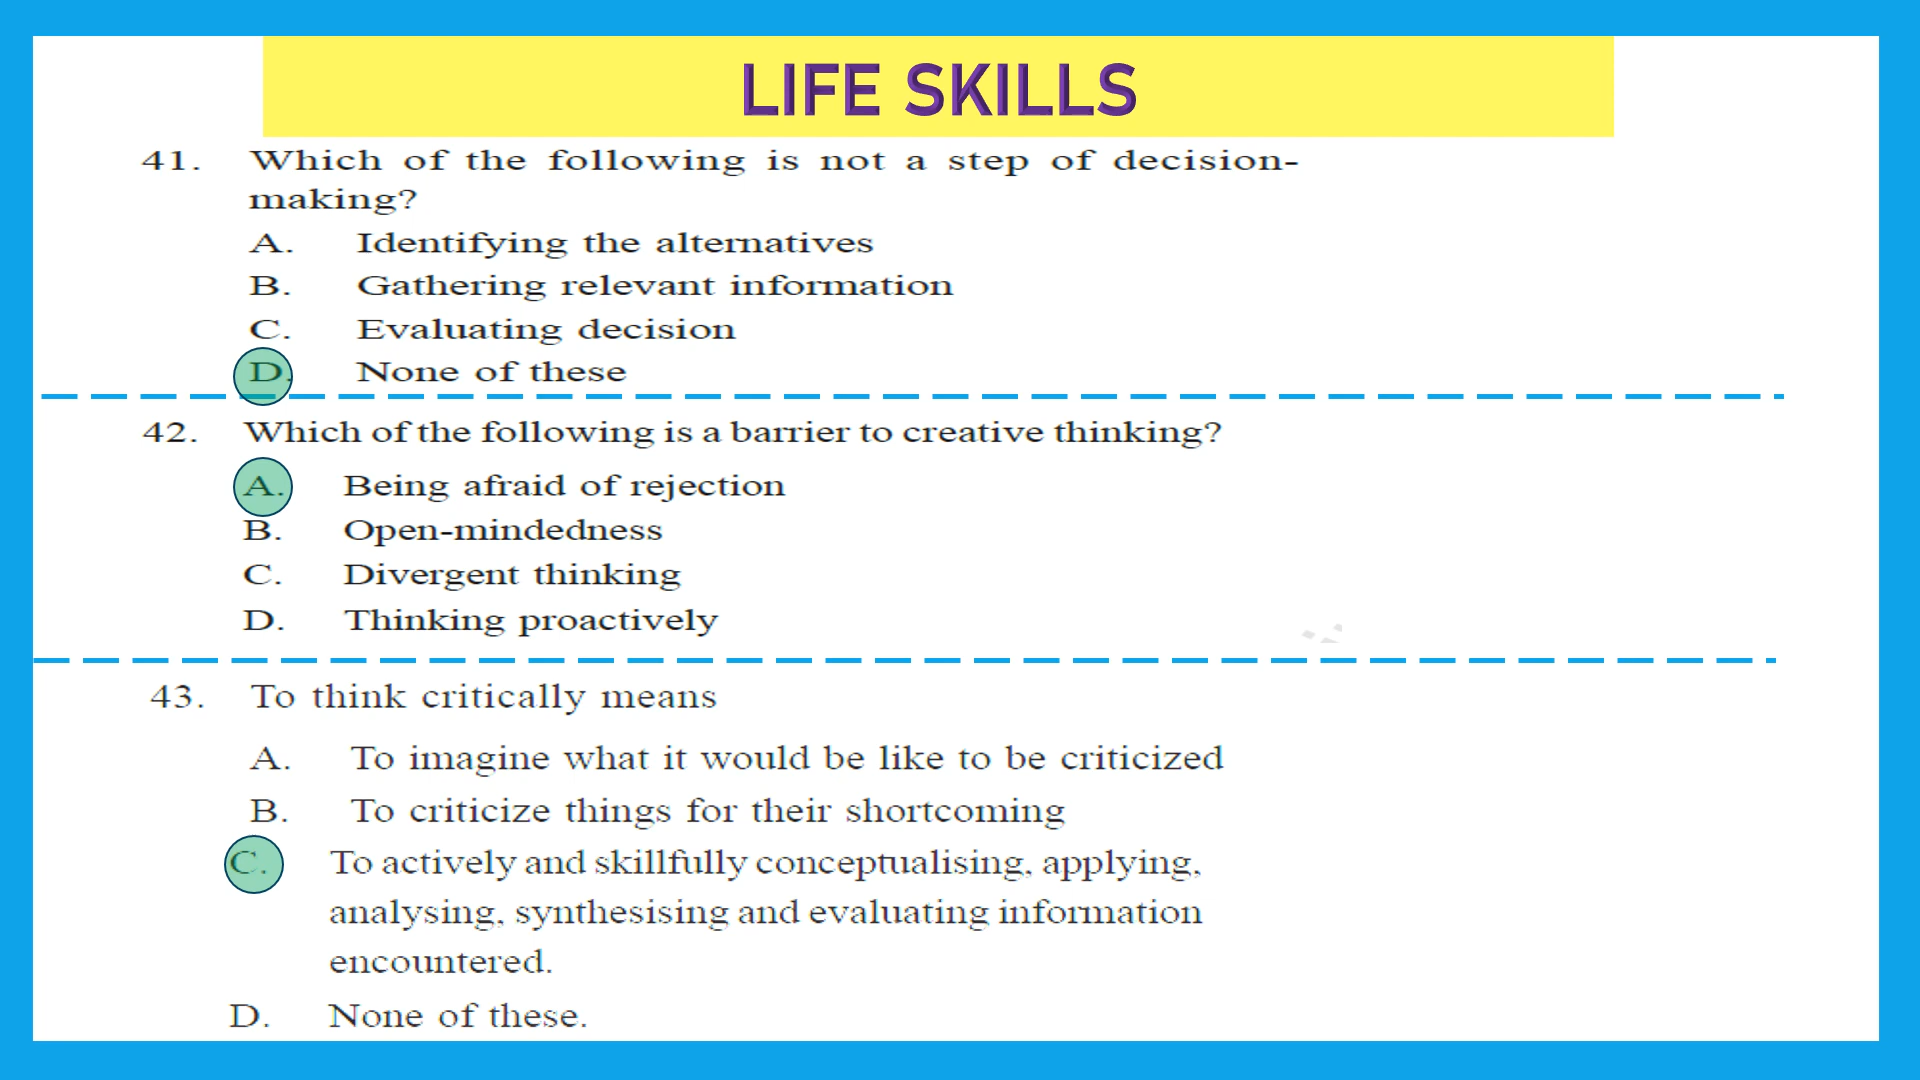 LIFE SKILLS
41. Which of the following is not a step of decision-
making?
A. Identifying the alternatives
B. Gathering relevant information
C. Evaluating decision
D. None of these
42. Which of the following is a barrier to creative thinking?
A. Being afraid of rejection
B. Open-mindedness
C. Divergent thinking
D. Thinking proactively
43. To think critically means
A. To imagine what it would be like to be criticized
B. To criticize things for their shortcoming
C. To actively and skillfully conceptualising, applying,
analysing, synthesising and evaluating information
encountered.
D. None of these.